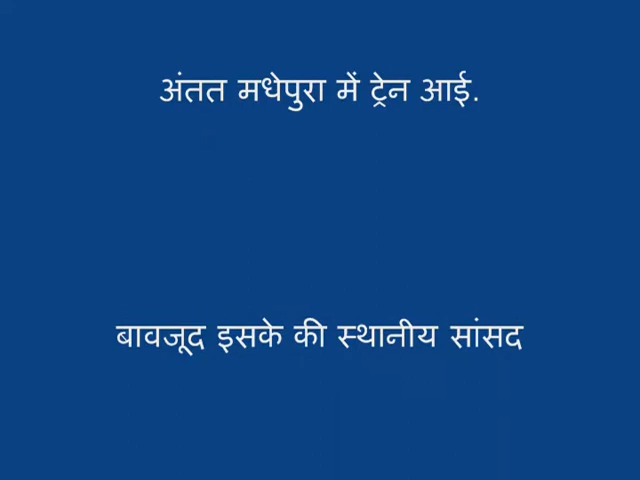 अंतत मधेपुरा में ट्रेन आई.
बावजूद इसके की स्थानीय सांसद